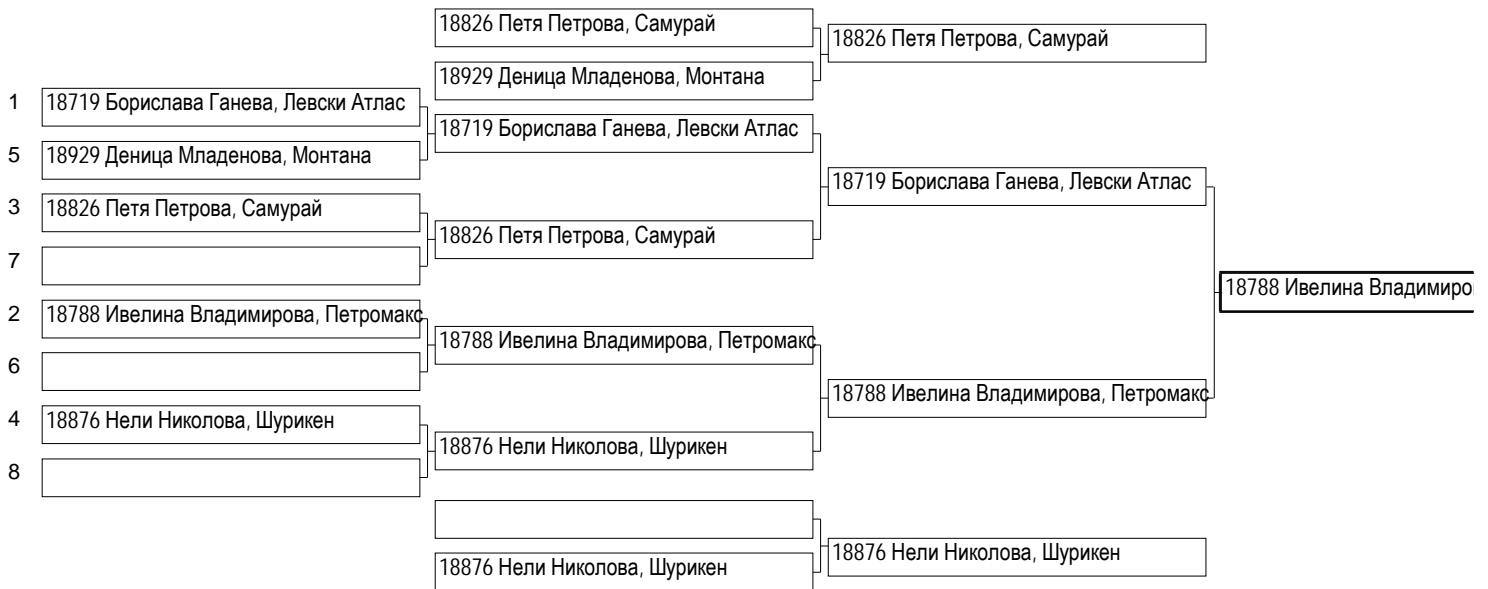 18826 Петя Петрова, Самурай
18826 Петя Петрова, Самурай
18929 Деница Младенова, Монтана
1 18719 Борислава Ганева, Левски Атлас
18719 Борислава Ганева, Левски Атлас
5 18929 Деница Младенова, Монтана
18719 Борислава Ганева, Левски Атлас
3 18826 Петя Петрова, Самурай
18826 Петя Петрова, Самурай
7
18788 Ивелина Владимиро
2 18788 Ивелина Владимирова, Петромакс
18788 Ивелина Владимирова, Петромакс
6
18788 Ивелина Владимирова, Петромакс
4 18876 Нели Николова, Шурикен
18876 Нели Николова, Шурикен
8
18876 Нели Николова, Шурикен
18876 Нели Николова, Шурикен